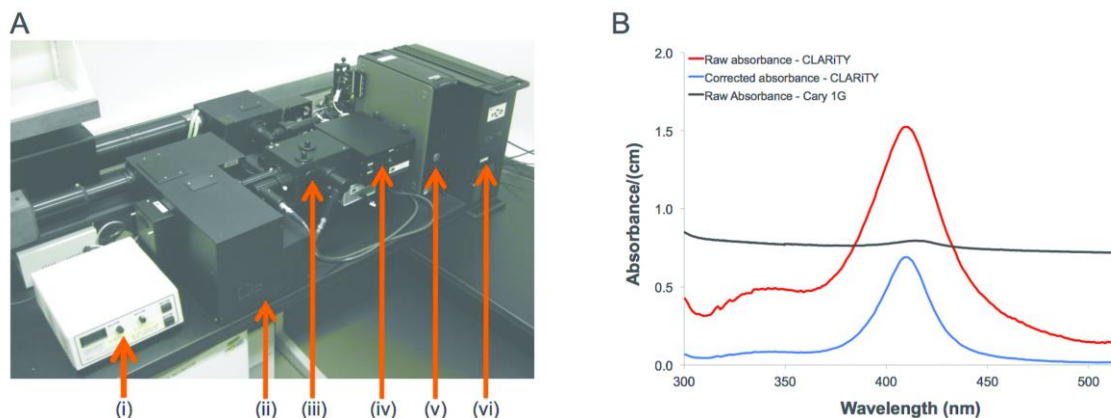 A
(i) (ii) (iii) (iv) (v) (vi)
B
Raw absorbance - CLARiTY
Corrected absorbance - CLARiTY
Raw Absorbance - Cary 1G
Absorbance/(cm)
2.0
1.5
1.0
0.5
0.0
300 350 400 450 500
Wavelength (nm)